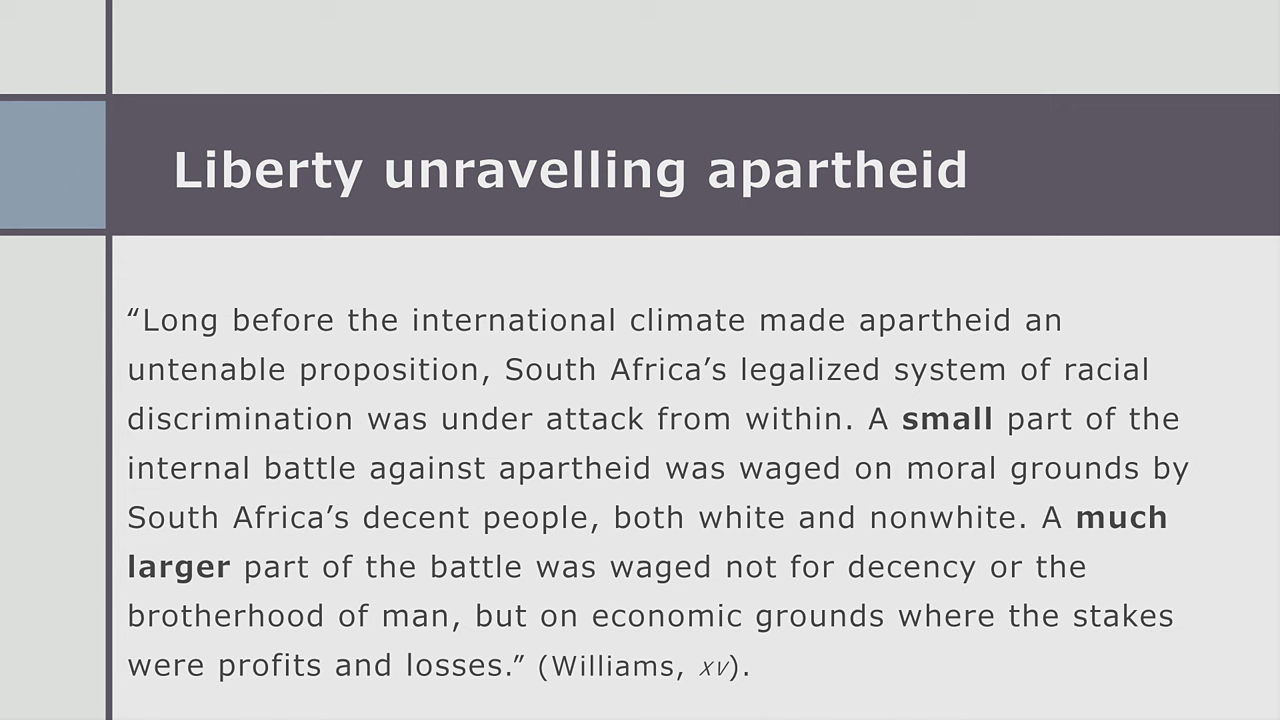 Liberty unravelling apartheid
“Long before the international climate made apartheid an
untenable proposition, South Africa’s legalized system of racial
discrimination was under attack from within. A small part of the
internal battle against apartheid was waged on moral grounds by
South Africa’s decent people, both white and nonwhite. A much
larger part of the battle was waged not for decency or the
brotherhood of man, but on economic grounds where the stakes
were profits and losses.” (Williams, xv).